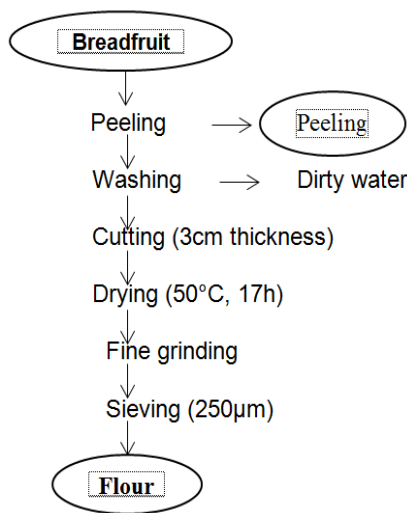 Breadfruit
Peeling
Peeling
Washing
Dirty water
Cutting (3cm thickness)
Drying (50°C, 17h)
Fine grinding
Sieving (250µm)
Flour